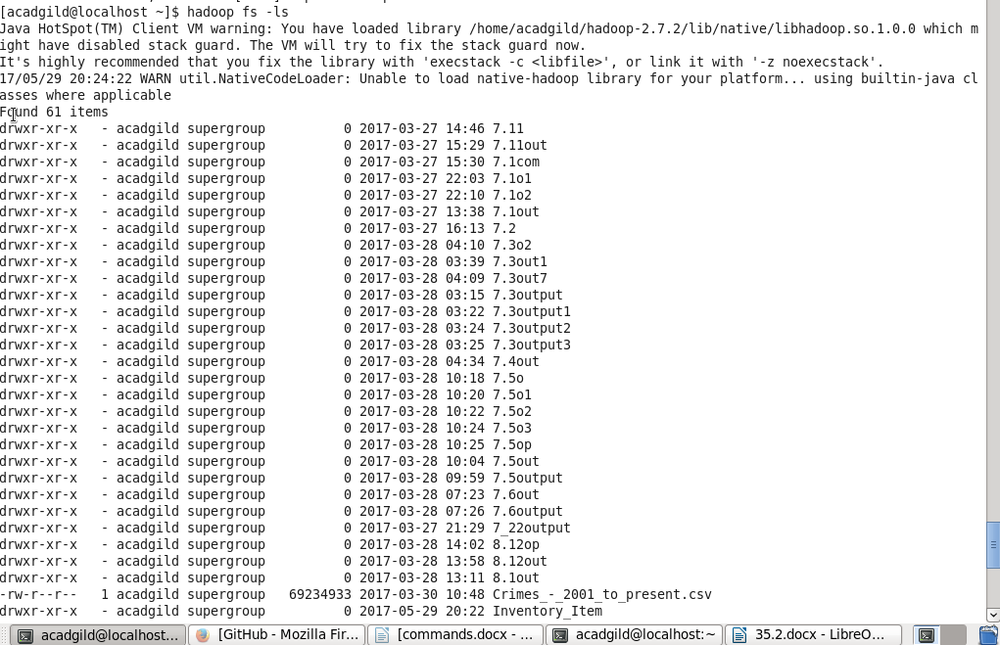 [acadgild@localhost ~]$ hadoop fs -ls
Java HotSpot(TM) Client VM warning: You have loaded library /home/acadgild/hadoop-2.7.2/lib/native/libhadoop.so.1.0.0 which m
ight have disabled stack guard. The VM will try to fix the stack guard now.
It's highly recommended that you fix the library with 'execstack -c <libfile>', or link it with '-z noexecstack'.
17/05/29 20:24:22 WARN util.NativeCodeLoader: Unable to load native-hadoop library for your platform... using builtin-java cl
asses where applicable
Found 61 items
drwxr-xr-x   - acadgild supergroup          0 2017-03-27 14:46 7.11
drwxr-xr-x   - acadgild supergroup          0 2017-03-27 15:29 7.11out
drwxr-xr-x   - acadgild supergroup          0 2017-03-27 15:30 7.1com
drwxr-xr-x   - acadgild supergroup          0 2017-03-27 22:03 7.1o1
drwxr-xr-x   - acadgild supergroup          0 2017-03-27 22:10 7.1o2
drwxr-xr-x   - acadgild supergroup          0 2017-03-27 13:38 7.1out
drwxr-xr-x   - acadgild supergroup          0 2017-03-27 16:13 7.2
drwxr-xr-x   - acadgild supergroup          0 2017-03-28 04:10 7.3o2
drwxr-xr-x   - acadgild supergroup          0 2017-03-28 03:39 7.3out1
drwxr-xr-x   - acadgild supergroup          0 2017-03-28 04:09 7.3out7
drwxr-xr-x   - acadgild supergroup          0 2017-03-28 03:15 7.3output
drwxr-xr-x   - acadgild supergroup          0 2017-03-28 03:22 7.3output1
drwxr-xr-x   - acadgild supergroup          0 2017-03-28 03:24 7.3output2
drwxr-xr-x   - acadgild supergroup          0 2017-03-28 03:25 7.3output3
drwxr-xr-x   - acadgild supergroup          0 2017-03-28 04:34 7.4out
drwxr-xr-x   - acadgild supergroup          0 2017-03-28 10:18 7.5o
drwxr-xr-x   - acadgild supergroup          0 2017-03-28 10:20 7.5o1
drwxr-xr-x   - acadgild supergroup          0 2017-03-28 10:22 7.5o2
drwxr-xr-x   - acadgild supergroup          0 2017-03-28 10:24 7.5o3
drwxr-xr-x   - acadgild supergroup          0 2017-03-28 10:25 7.5op
drwxr-xr-x   - acadgild supergroup          0 2017-03-28 10:04 7.5out
drwxr-xr-x   - acadgild supergroup          0 2017-03-28 09:59 7.5output
drwxr-xr-x   - acadgild supergroup          0 2017-03-28 07:23 7.6out
drwxr-xr-x   - acadgild supergroup          0 2017-03-28 07:26 7.6output
drwxr-xr-x   - acadgild supergroup          0 2017-03-27 21:29 7_22output
drwxr-xr-x   - acadgild supergroup          0 2017-03-28 14:02 8.12op
drwxr-xr-x   - acadgild supergroup          0 2017-03-28 13:58 8.12out
drwxr-xr-x   - acadgild supergroup          0 2017-03-28 13:11 8.1out
-rw-r--r--   1 acadgild supergroup   69234933 2017-03-30 10:48 Crimes_-_2001_to_present.csv
drwxr-xr-x   - acadgild supergroup          0 2017-05-29 20:22 Inventory_Item
acadgild@localhost... [GitHub - Mozilla Fir... [commands.docx - ... acadgild@localhost:~ 35.2.docx - LibreO...